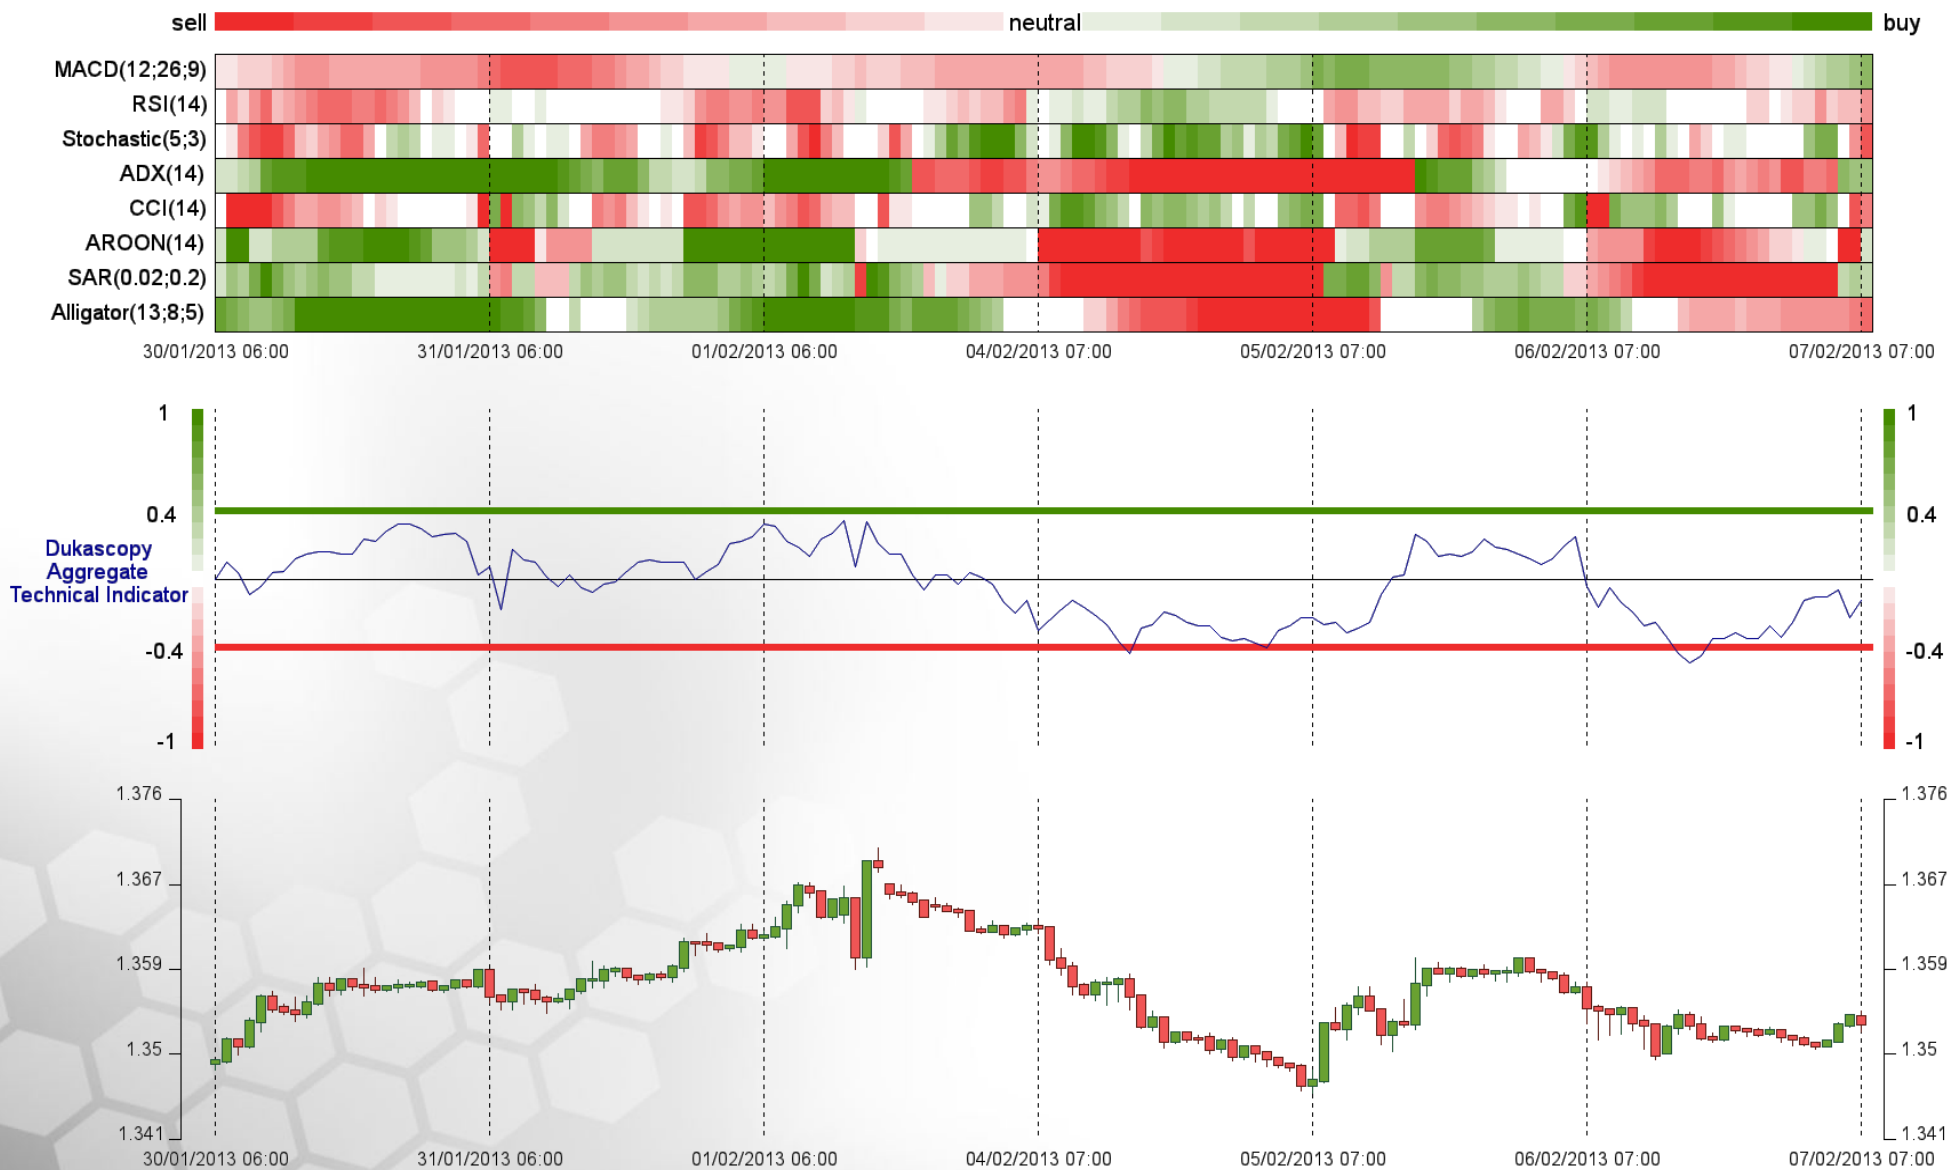 sell neutral buy
MACD(12;26;9)
RSI(14)
Stochastic(5;3)
ADX(14)
CCI(14)
AROON(14)
SAR(0.02;0.2)
Alligator(13;8;5)
30/01/2013 06:00 31/01/2013 06:00 01/02/2013 06:00 04/02/2013 07:00 05/02/2013 07:00 06/02/2013 07:00 07/02/2013 07:00
1 1
0.4 0.4
Dukascopy
Aggregate
Technical Indicator
-0.4 -0.4
-1 -1
1.376 1.376
1.367 1.367
1.359 1.359
1.35 1.35
1.341 1.341
30/01/2013 06:00 31/01/2013 06:00 01/02/2013 06:00 04/02/2013 07:00 05/02/2013 07:00 06/02/2013 07:00 07/02/2013 07:00